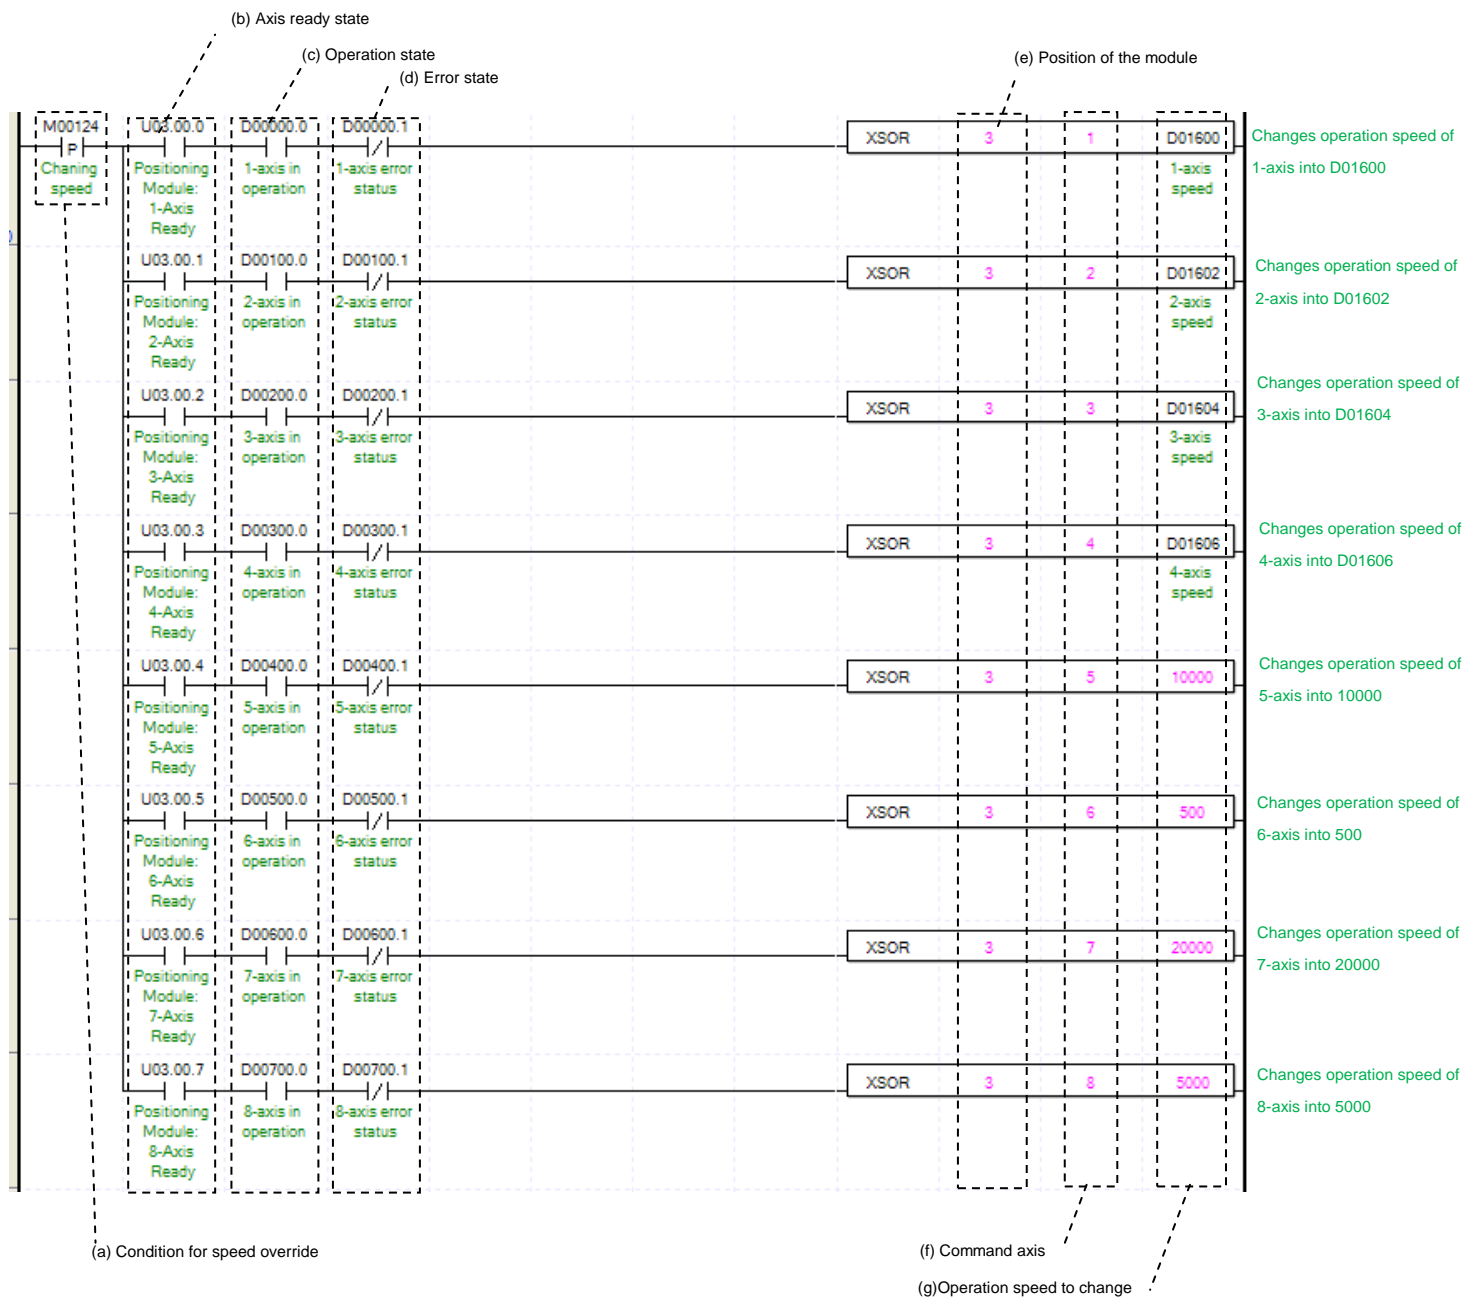 (b) Axis ready state
(c) Operation state
(d) Error state
(e) Position of the module
M00124
P
Chaning
speed
U03.00.0 D00000.0 D00000.1
XSOR 3 1 D01600
Positioning
Module:
1-Axis
Ready
1-axis in
operation
1-axis error
status
1-axis
speed
Changes operation speed of
1-axis into D01600
U03.00.1 D00100.0 D00100.1
XSOR 3 2 D01602
Positioning
Module:
2-Axis
Ready
2-axis in
operation
2-axis error
status
2-axis
speed
Changes operation speed of
2-axis into D01602
U03.00.2 D00200.0 D00200.1
XSOR 3 3 D01604
Positioning
Module:
3-Axis
Ready
3-axis in
operation
3-axis error
status
3-axis
speed
Changes operation speed of
3-axis into D01604
U03.00.3 D00300.0 D00300.1
XSOR 3 4 D01606
Positioning
Module:
4-Axis
Ready
4-axis in
operation
4-axis error
status
4-axis
speed
Changes operation speed of
4-axis into D01606
U03.00.4 D00400.0 D00400.1
XSOR 3 5 10000
Positioning
Module:
5-Axis
Ready
5-axis in
operation
5-axis error
status
Changes operation speed of
5-axis into 10000
U03.00.5 D00500.0 D00500.1
XSOR 3 6 500
Positioning
Module:
6-Axis
Ready
6-axis in
operation
6-axis error
status
Changes operation speed of
6-axis into 500
U03.00.6 D00600.0 D00600.1
XSOR 3 7 20000
Positioning
Module:
7-Axis
Ready
7-axis in
operation
7-axis error
status
Changes operation speed of
7-axis into 20000
U03.00.7 D00700.0 D00700.1
XSOR 3 8 5000
Positioning
Module:
8-Axis
Ready
8-axis in
operation
8-axis error
status
Changes operation speed of
8-axis into 5000
(a) Condition for speed override
(f) Command axis
(g)Operation speed to change